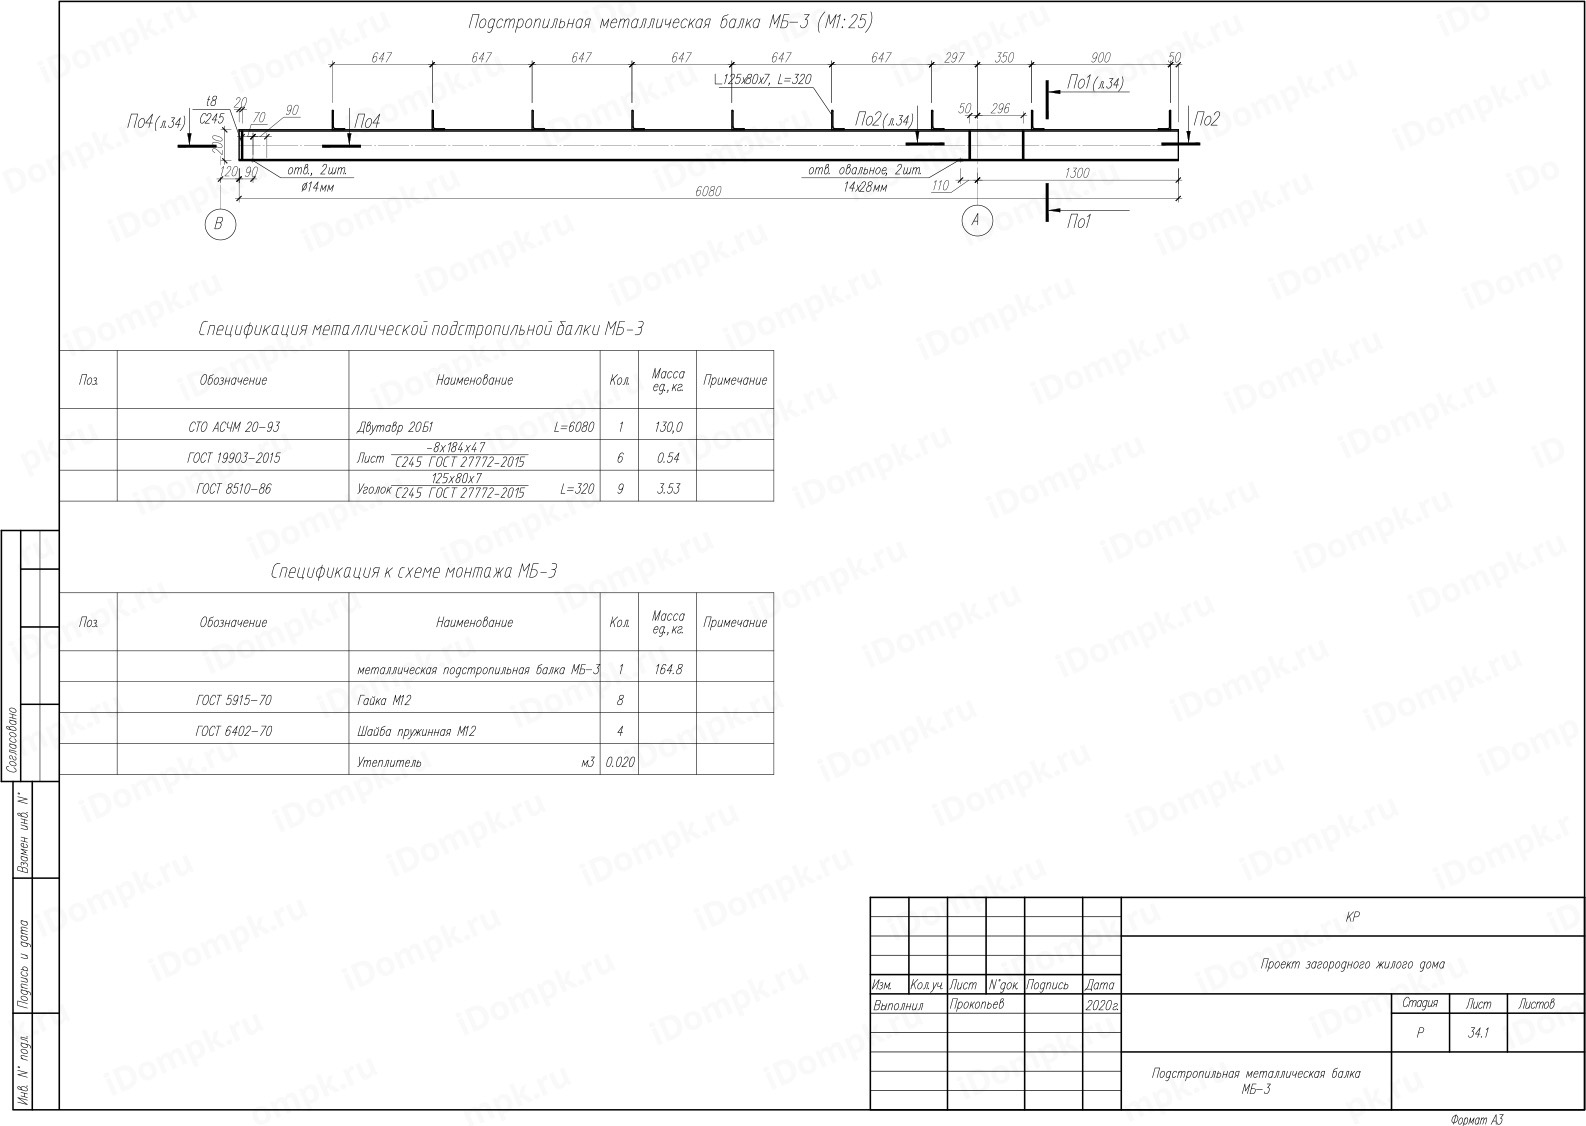 Подстропильная металлическая балка МБ-3 (М1:25)
647 647 647 647 647 647 297 350 900 50
L 125х80х7, L=320
По1 (л.34)
t8
С245
20
70
90
50
296
По4 (л.34)
По4
По2 (л.34)
По2
200
120 90
отв., 2шт.
Ø14мм
отв. овальное, 2шт.
14х28мм
110
1300
6080
В
А
По1
Спецификация металлической подстропильной балки МБ-3
Поз. Обозначение Наименование Кол. Масса ед., кг. Примечание
СТО АСЧМ 20-93 Двутавр 20Б1 L=6080 1 130,0
ГОСТ 19903-2015 Лист -8х184х47 С245 ГОСТ 27772-2015 6 0.54
ГОСТ 8510-86 Уголок 125х80х7 С245 ГОСТ 27772-2015 L=320 9 3.53
Спецификация к схеме монтажа МБ-3
Поз. Обозначение Наименование Кол. Масса ед., кг. Примечание
металлическая подстропильная балка МБ-3 1 164.8
ГОСТ 5915-70 Гайка М12 8
ГОСТ 6402-70 Шайба пружинная М12 4
Утеплитель м3 0.020
Согласовано
Взамен инв. N°
Подпись и дата
Инв. N° подл.
КР
Проект загородного жилого дома
Изм. Кол.уч. Лист N°док. Подпись Дата
Выполнил Прокопьев 2020г.
Стадия Лист Листов
Р 34.1
Подстропильная металлическая балка
МБ-3
Формат А3
iDompk.ru